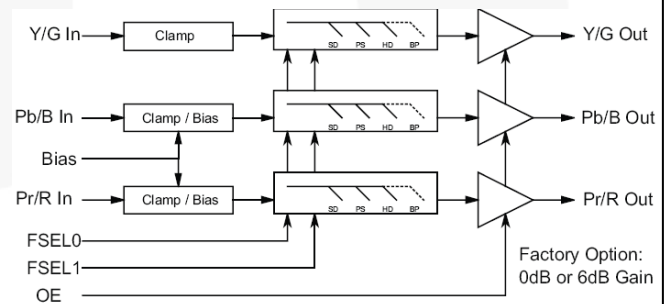 Y/G In Clamp SD PS HD BP Y/G Out
Pb/B In Clamp / Bias SD PS HD BP Pb/B Out
Bias
Pr/R In Clamp / Bias SD PS HD BP Pr/R Out
FSEL0
FSEL1
OE
Factory Option:
0dB or 6dB Gain